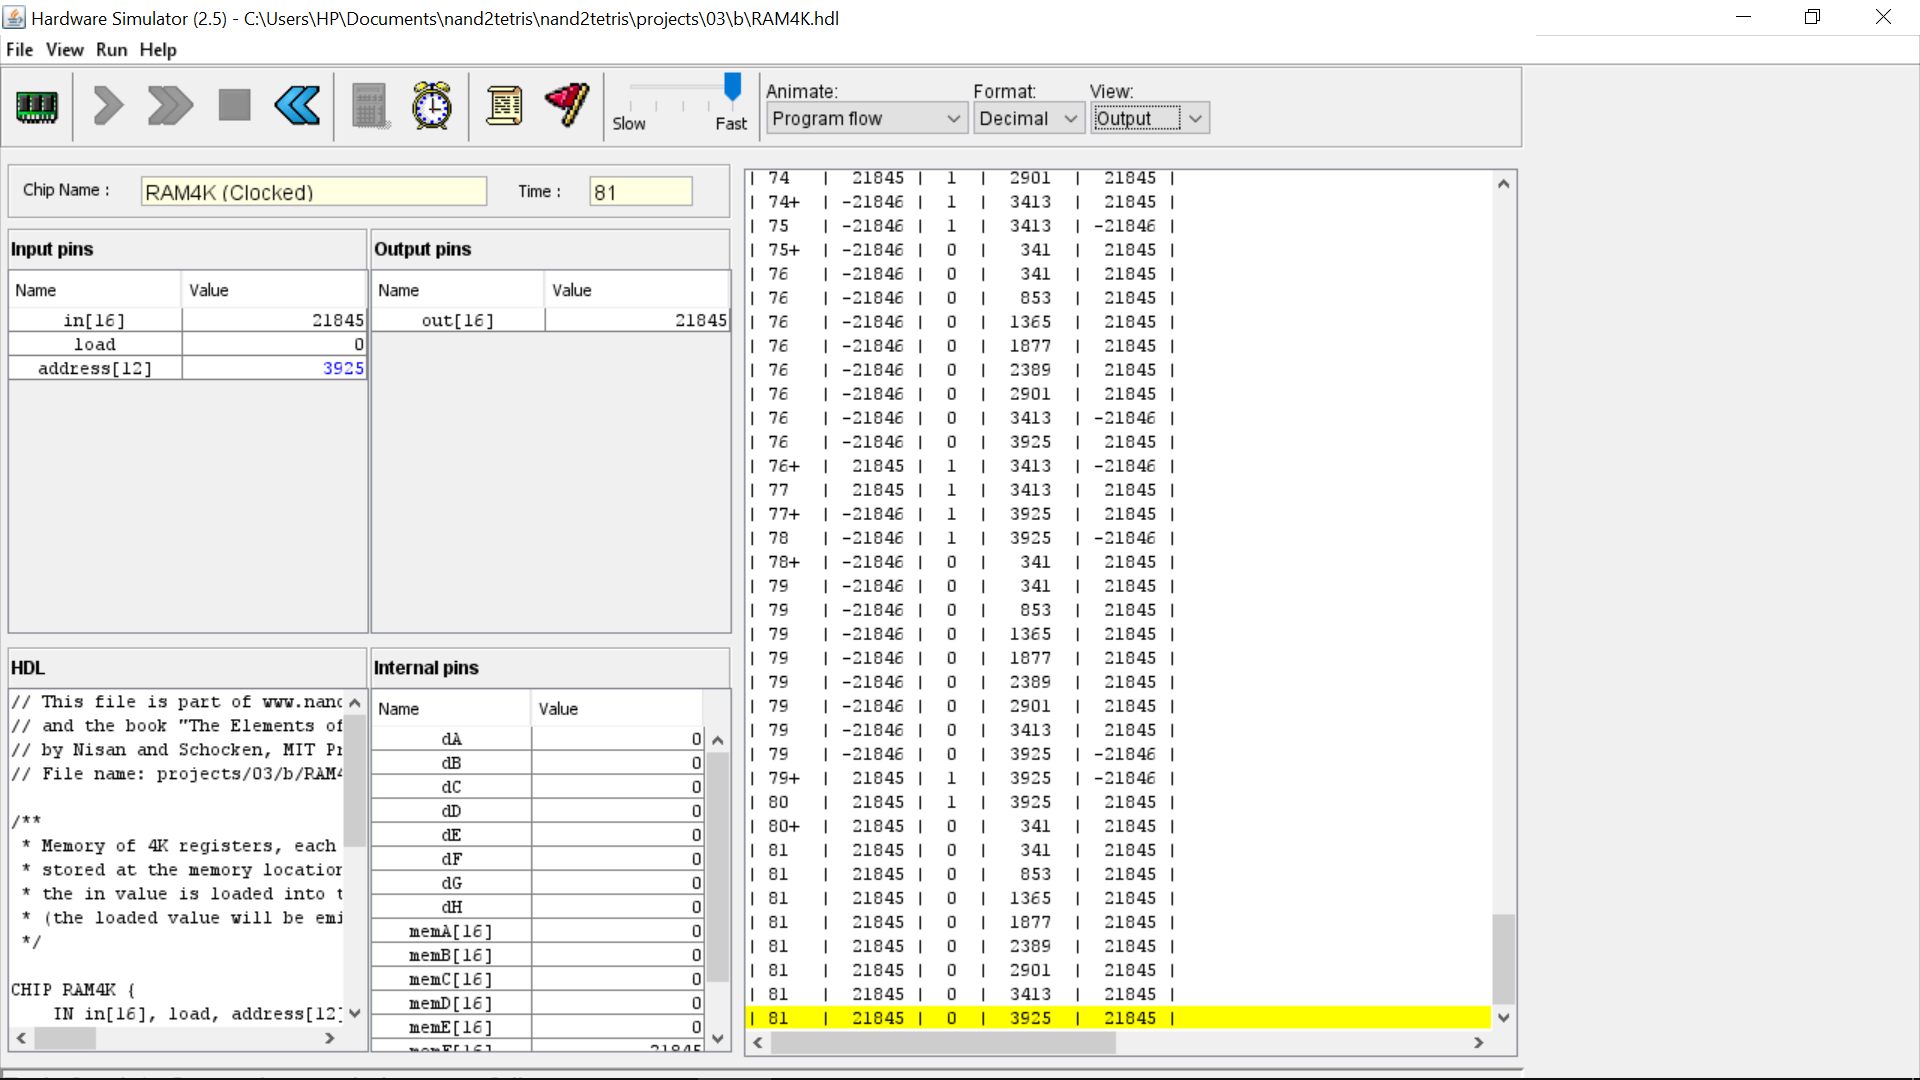 Hardware Simulator (2.5) - C:\Users\HP\Documents\nand2tetris\nand2tetris\projects\03\b\RAM4K.hdl
File View Run Help
Slow Fast
Animate: Format: View:
Program flow Decimal Output
Chip Name : RAM4K (Clocked) Time : 81
Input pins
Name Value
in[16] 21845
load 0
address[12] 3925
Output pins
Name Value
out[16] 21845
HDL
// This file is part of www.nand
// and the book "The Elements of
// by Nisan and Schocken, MIT Pr
// File name: projects/03/b/RAM4
/**
* Memory of 4K registers, each
* stored at the memory location
* the in value is loaded into t
* (the loaded value will be emi
*/
CHIP RAM4K {
IN in[16], load, address[12]
Internal pins
Name Value
dA 0
dB 0
dC 0
dD 0
dE 0
dF 0
dG 0
dH 0
memA[16] 0
memB[16] 0
memC[16] 0
memD[16] 0
memE[16] 0
memF[16] 21845
| 74 | 21845 | 1 | 2901 | 21845 |
| 74+ | -21846 | 1 | 3413 | 21845 |
| 75 | -21846 | 1 | 3413 | -21846 |
| 75+ | -21846 | 0 | 341 | 21845 |
| 76 | -21846 | 0 | 341 | 21845 |
| 76 | -21846 | 0 | 853 | 21845 |
| 76 | -21846 | 0 | 1365 | 21845 |
| 76 | -21846 | 0 | 1877 | 21845 |
| 76 | -21846 | 0 | 2389 | 21845 |
| 76 | -21846 | 0 | 2901 | 21845 |
| 76 | -21846 | 0 | 3413 | -21846 |
| 76 | -21846 | 0 | 3925 | 21845 |
| 76+ | 21845 | 1 | 3413 | -21846 |
| 77 | 21845 | 1 | 3413 | 21845 |
| 77+ | -21846 | 1 | 3925 | 21845 |
| 78 | -21846 | 1 | 3925 | -21846 |
| 78+ | -21846 | 0 | 341 | 21845 |
| 79 | -21846 | 0 | 341 | 21845 |
| 79 | -21846 | 0 | 853 | 21845 |
| 79 | -21846 | 0 | 1365 | 21845 |
| 79 | -21846 | 0 | 1877 | 21845 |
| 79 | -21846 | 0 | 2389 | 21845 |
| 79 | -21846 | 0 | 2901 | 21845 |
| 79 | -21846 | 0 | 3413 | 21845 |
| 79 | -21846 | 0 | 3925 | -21846 |
| 79+ | 21845 | 1 | 3925 | -21846 |
| 80 | 21845 | 1 | 3925 | 21845 |
| 80+ | 21845 | 0 | 341 | 21845 |
| 81 | 21845 | 0 | 341 | 21845 |
| 81 | 21845 | 0 | 853 | 21845 |
| 81 | 21845 | 0 | 1365 | 21845 |
| 81 | 21845 | 0 | 1877 | 21845 |
| 81 | 21845 | 0 | 2389 | 21845 |
| 81 | 21845 | 0 | 2901 | 21845 |
| 81 | 21845 | 0 | 3413 | 21845 |
| 81 | 21845 | 0 | 3925 | 21845 |